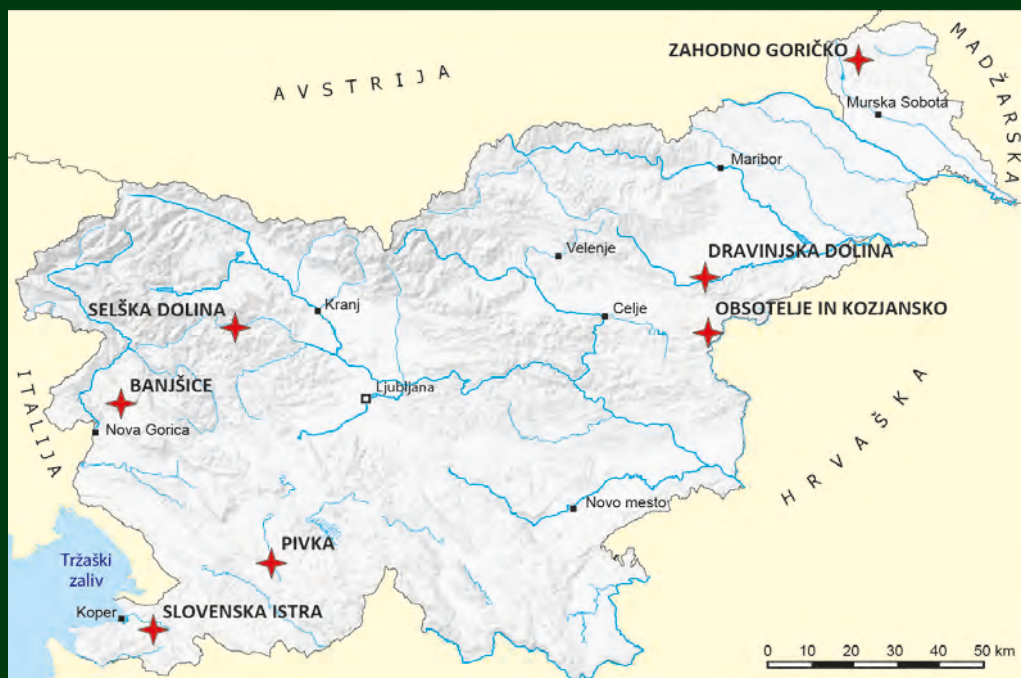 ZAHODNO GORIČKO
MADŽARSKA
AVSTRIJA
Murska Sobota
Maribor
Velenje
DRAVINJSKA DOLINA
SELŠKA DOLINA
Kranj
Celje
OBSOTELJE IN KOZJANSKO
ITALIJA
BANJŠICE
Ljubljana
Nova Gorica
HRVAŠKA
Novo mesto
PIVKA
Tržaški
zaliv
Koper
SLOVENSKA ISTRA
0 10 20 30 40 50 km